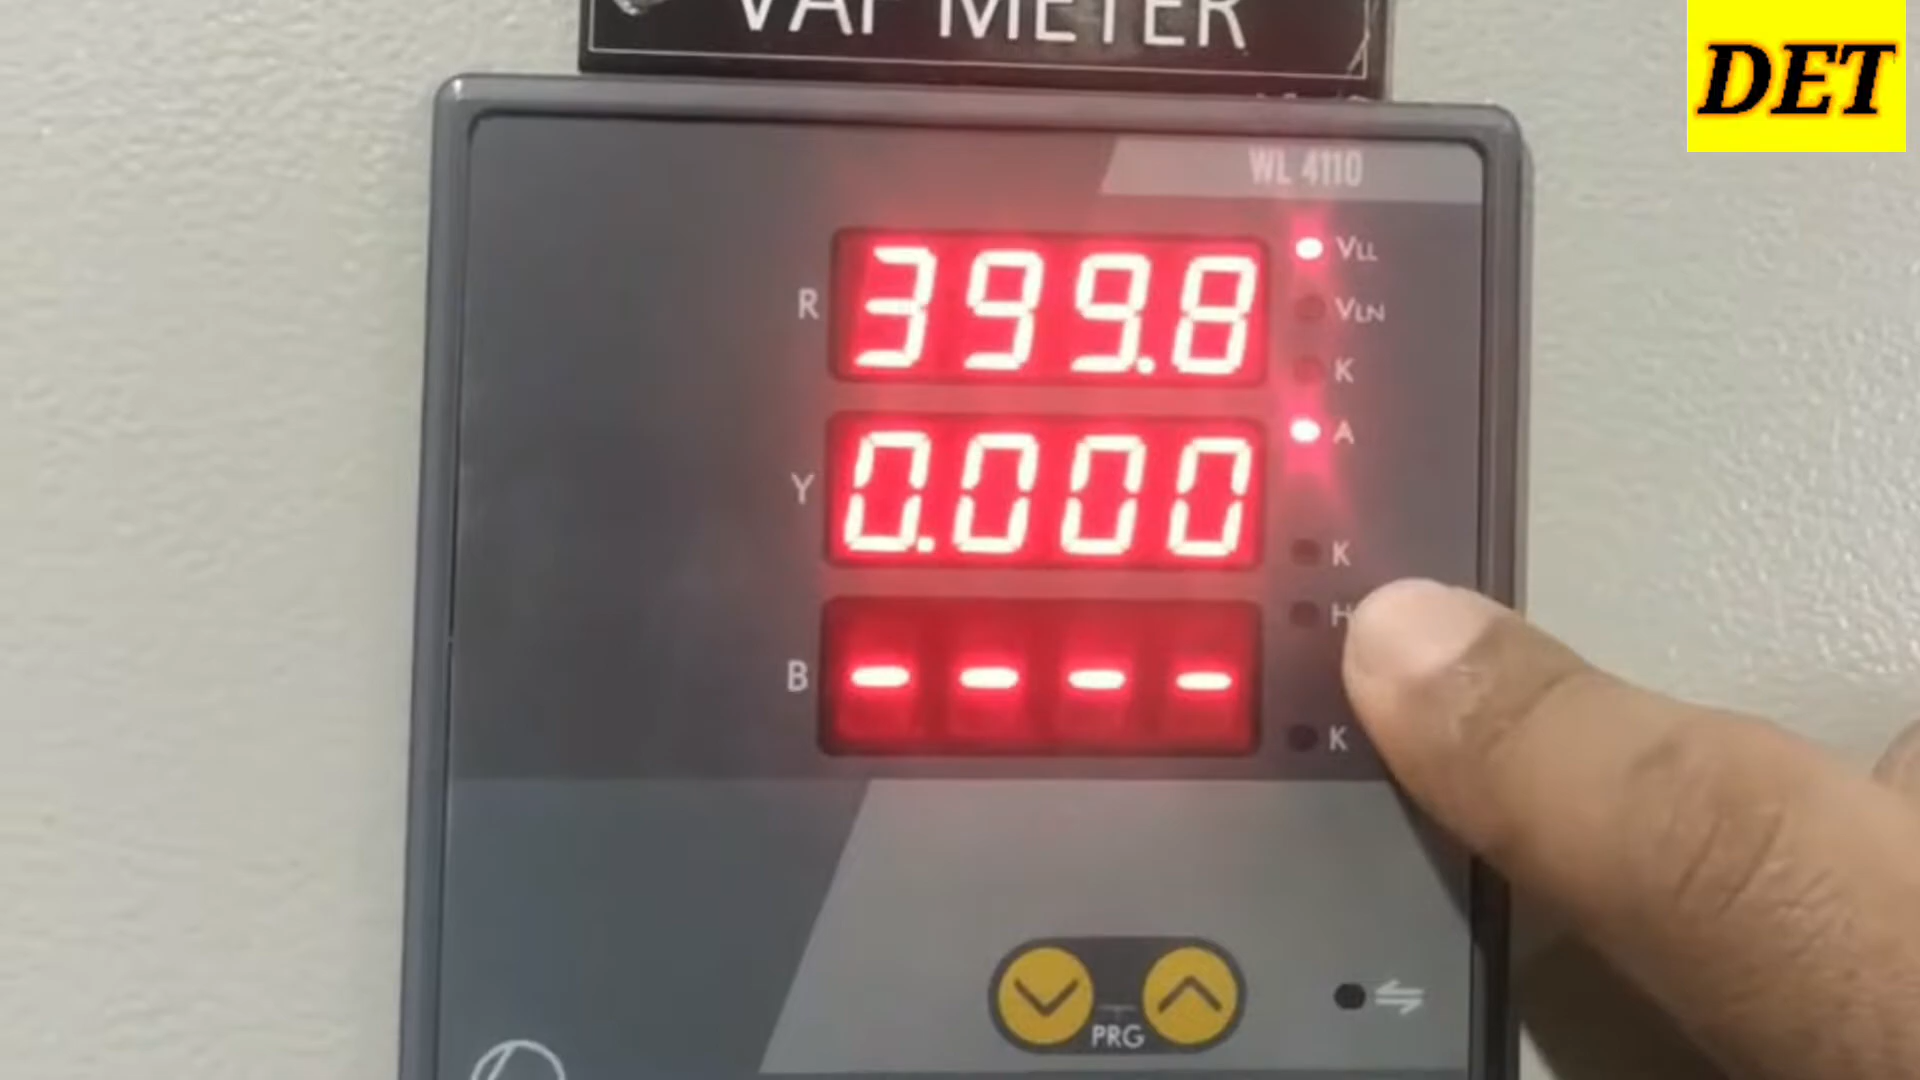 VAF METER
DET
WL 4110
R 399.8 VLL
VLN
K
Y 0.000 A
K
H
B ---- K
PRG